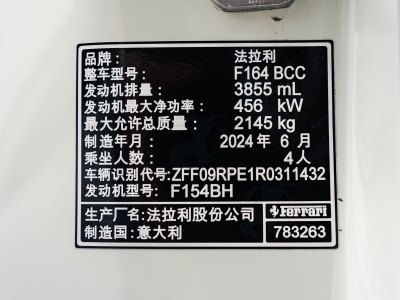 品牌: 法拉利
整车型号: F164 BCC
发动机排量: 3855 mL
发动机最大净功率: 456 kW
最大允许总质量: 2145 kg
制造年月: 2024 年 6 月
乘坐人数: 4人
车辆识别代号:ZFF09RPE1R0311432
发动机型号: F154BH
生产厂名:法拉利股份公司 Ferrari
制造国:意大利 783263